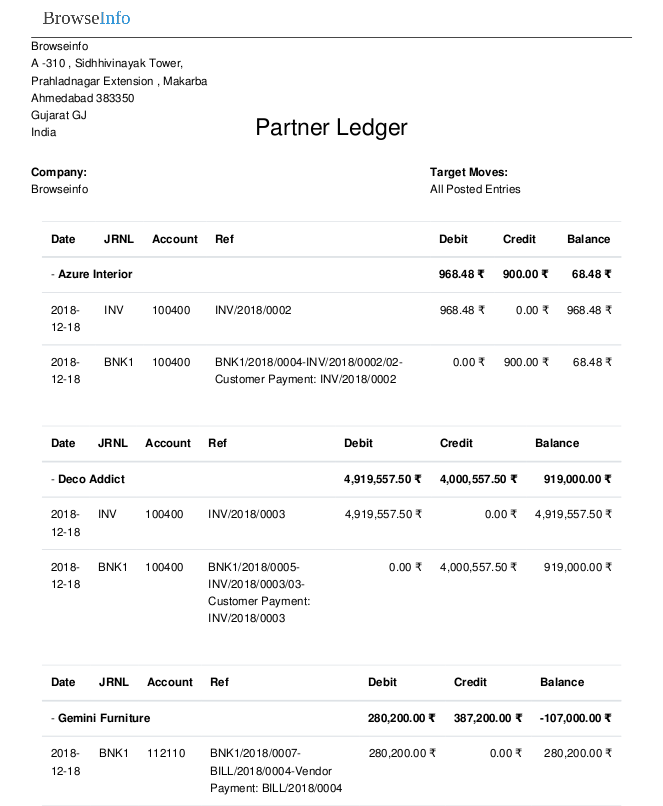 BrowseInfo
Browseinfo
A -310 , Sidhhivinayak Tower,
Prahladnagar Extension , Makarba
Ahmedabad 383350
Gujarat GJ
India
Partner Ledger
Company:
Browseinfo
Target Moves:
All Posted Entries
Date JRNL Account Ref Debit Credit Balance
- Azure Interior 968.48 ₹ 900.00 ₹ 68.48 ₹
2018- INV 100400 INV/2018/0002 968.48 ₹ 0.00 ₹ 968.48 ₹
12-18
2018- BNK1 100400 BNK1/2018/0004-INV/2018/0002/02- 0.00 ₹ 900.00 ₹ 68.48 ₹
12-18 Customer Payment: INV/2018/0002
Date JRNL Account Ref Debit Credit Balance
- Deco Addict 4,919,557.50 ₹ 4,000,557.50 ₹ 919,000.00 ₹
2018- INV 100400 INV/2018/0003 4,919,557.50 ₹ 0.00 ₹ 4,919,557.50 ₹
12-18
2018- BNK1 100400 BNK1/2018/0005- 0.00 ₹ 4,000,557.50 ₹ 919,000.00 ₹
12-18 INV/2018/0003/03-
Customer Payment:
INV/2018/0003
Date JRNL Account Ref Debit Credit Balance
- Gemini Furniture 280,200.00 ₹ 387,200.00 ₹ -107,000.00 ₹
2018- BNK1 112110 BNK1/2018/0007- 280,200.00 ₹ 0.00 ₹ 280,200.00 ₹
12-18 BILL/2018/0004-Vendor
Payment: BILL/2018/0004